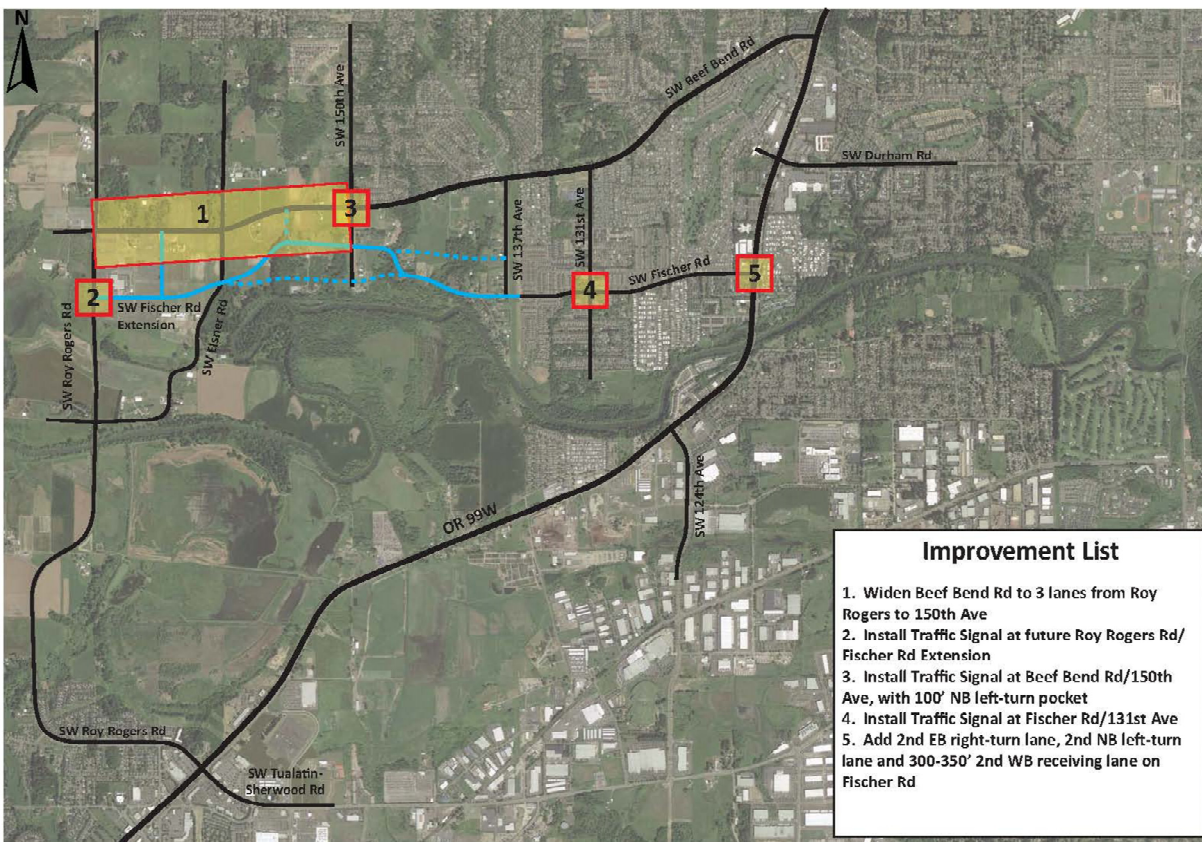 N
SW 150th Ave
SW Beef Bend Rd
SW Durham Rd
1
3
SW 137th Ave
SW 131st Ave
SW Fischer Rd
5
2
4
SW Fischer Rd
Extension
SW Roy Rogers Rd
SW Elsner Rd
OR 99W
SW 124th Ave
SW Roy Rogers Rd
SW Tualatin-
Sherwood Rd
Improvement List
1. Widen Beef Bend Rd to 3 lanes from Roy
Rogers to 150th Ave
2. Install Traffic Signal at future Roy Rogers Rd/
Fischer Rd Extension
3. Install Traffic Signal at Beef Bend Rd/150th
Ave, with 100' NB left-turn pocket
4. Install Traffic Signal at Fischer Rd/131st Ave
5. Add 2nd EB right-turn lane, 2nd NB left-turn
lane and 300-350' 2nd WB receiving lane on
Fischer Rd